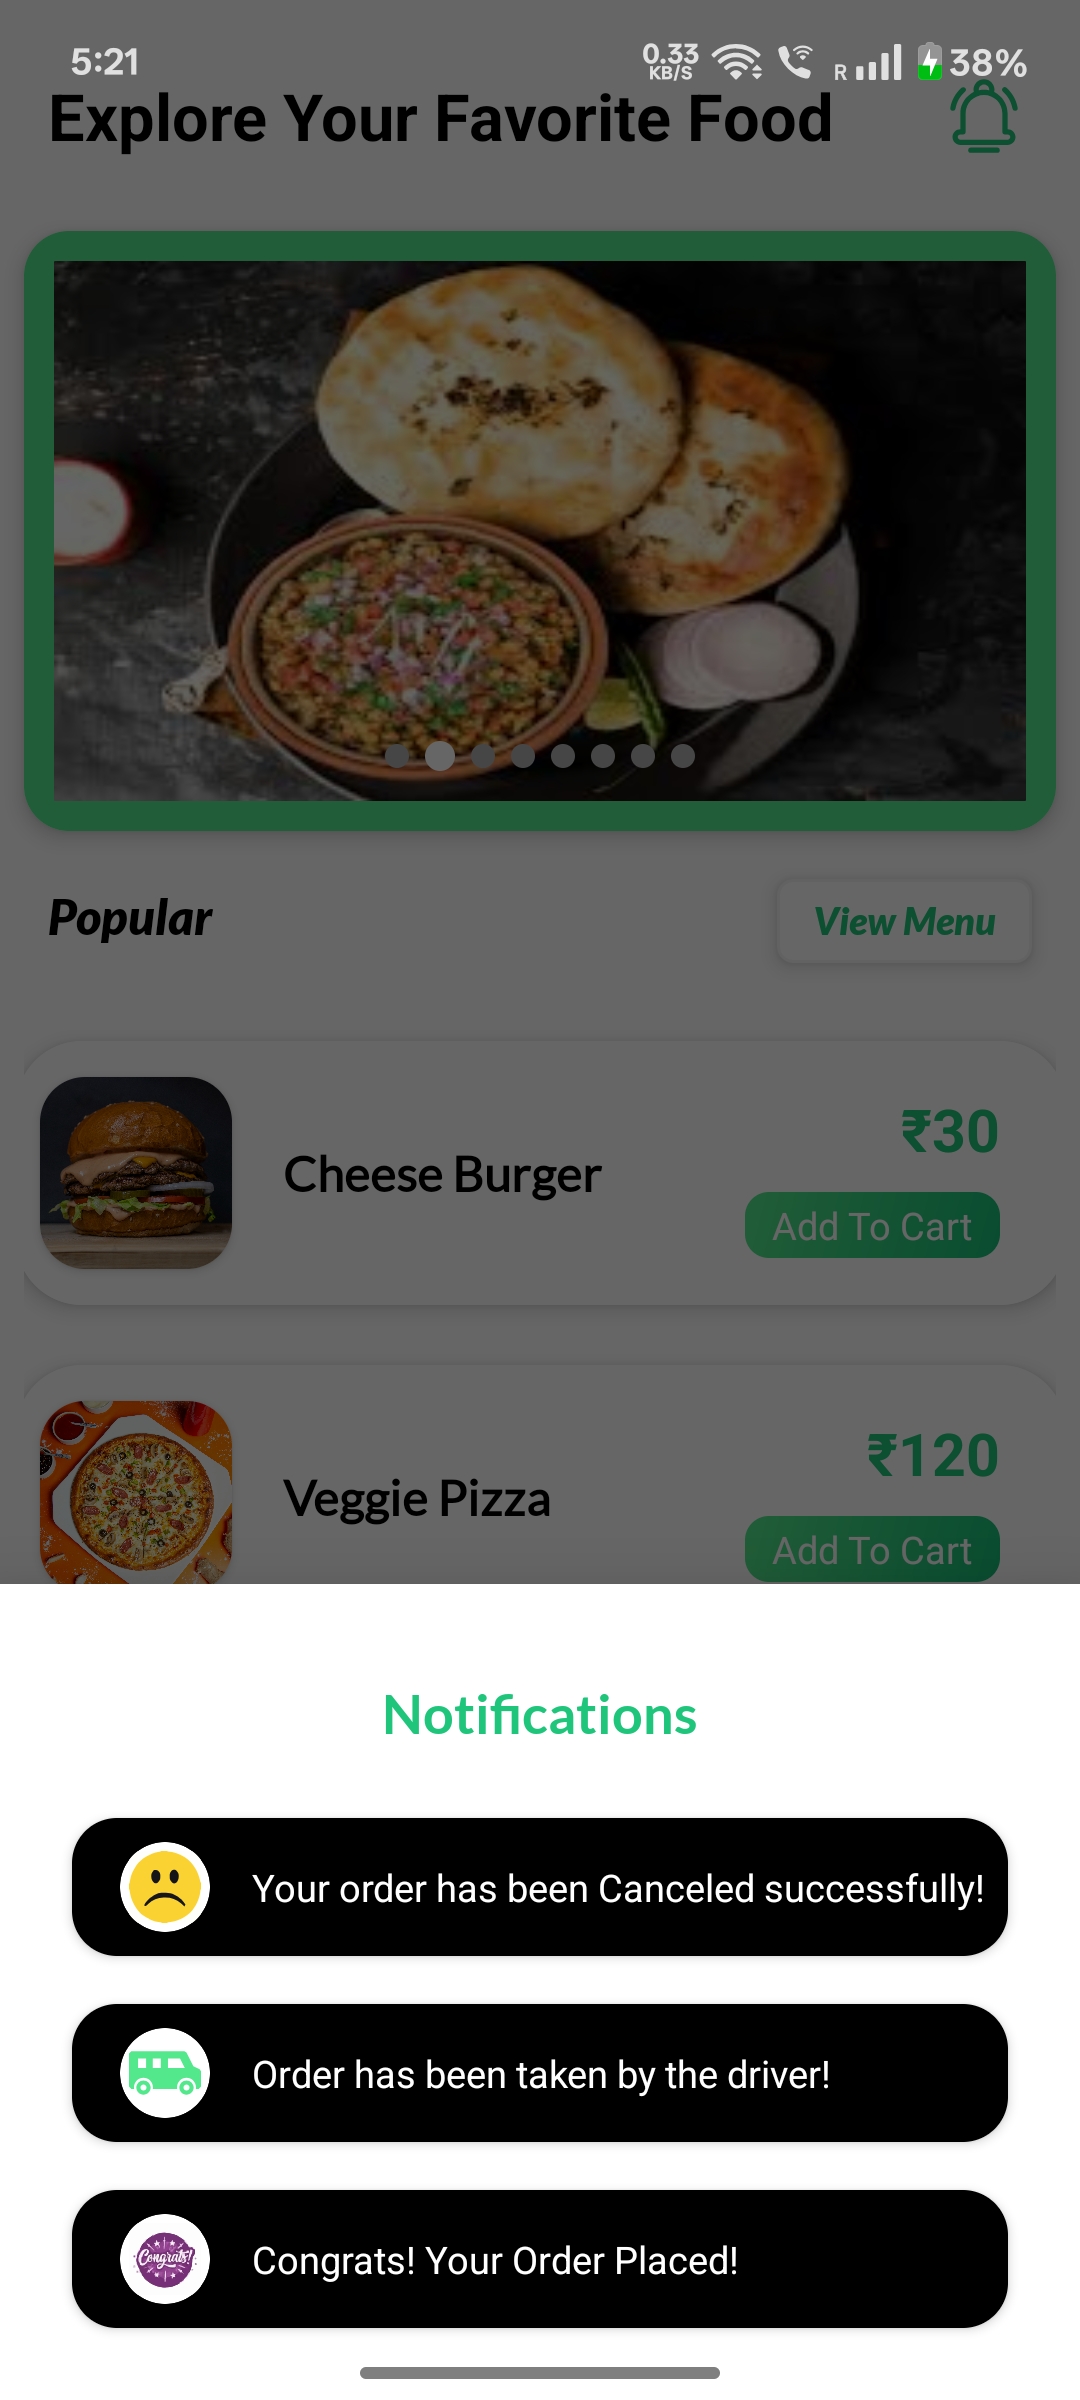 5:21
0.33
KB/S
R
38%
Explore Your Favorite Food
Popular
View Menu
₹30
Cheese Burger
Add To Cart
₹120
Veggie Pizza
Add To Cart
Notifications
Your order has been Canceled successfully!
Order has been taken by the driver!
Congrats!
Congrats! Your Order Placed!